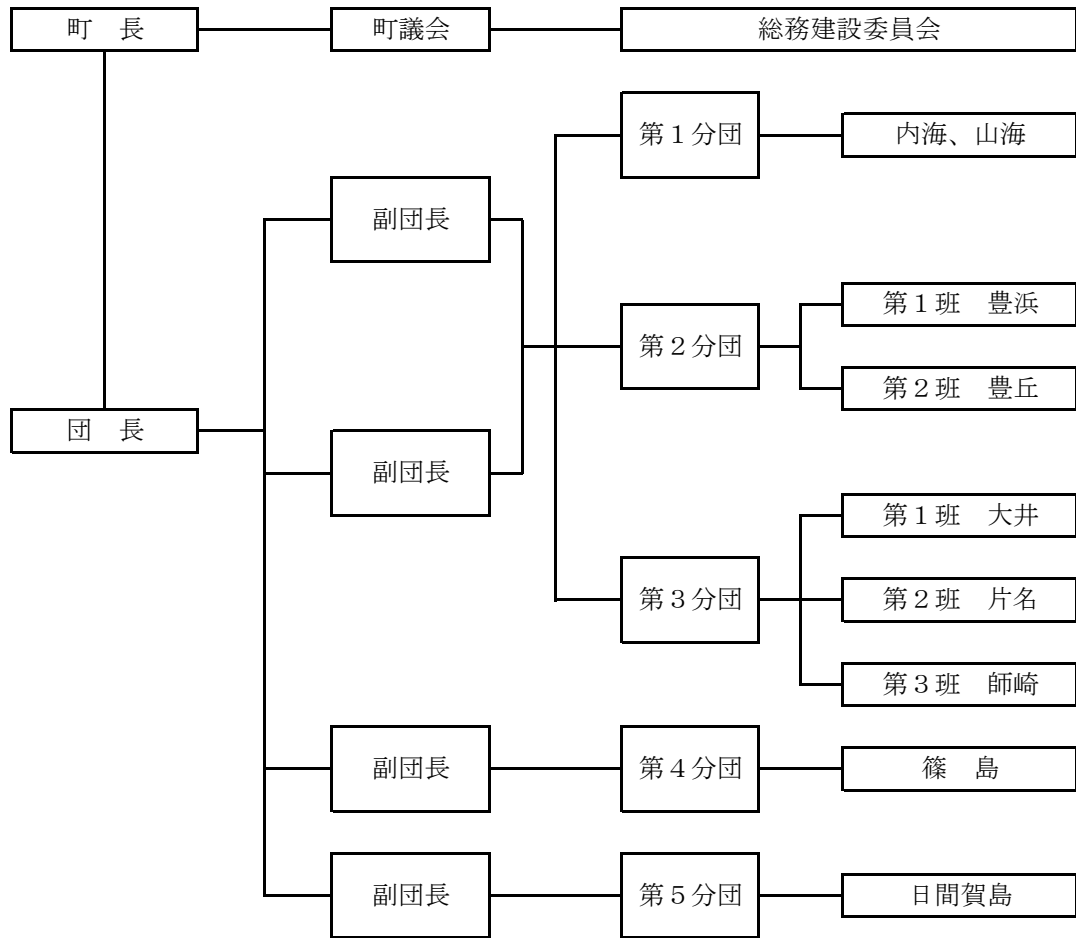 町　長
町議会
総務建設委員会
第１分団
内海、山海
副団長
第２分団
第１班　豊浜
第２班　豊丘
団　長
副団長
第３分団
第１班　大井
第２班　片名
第３班　師崎
副団長
第４分団
篠　島
副団長
第５分団
日間賀島